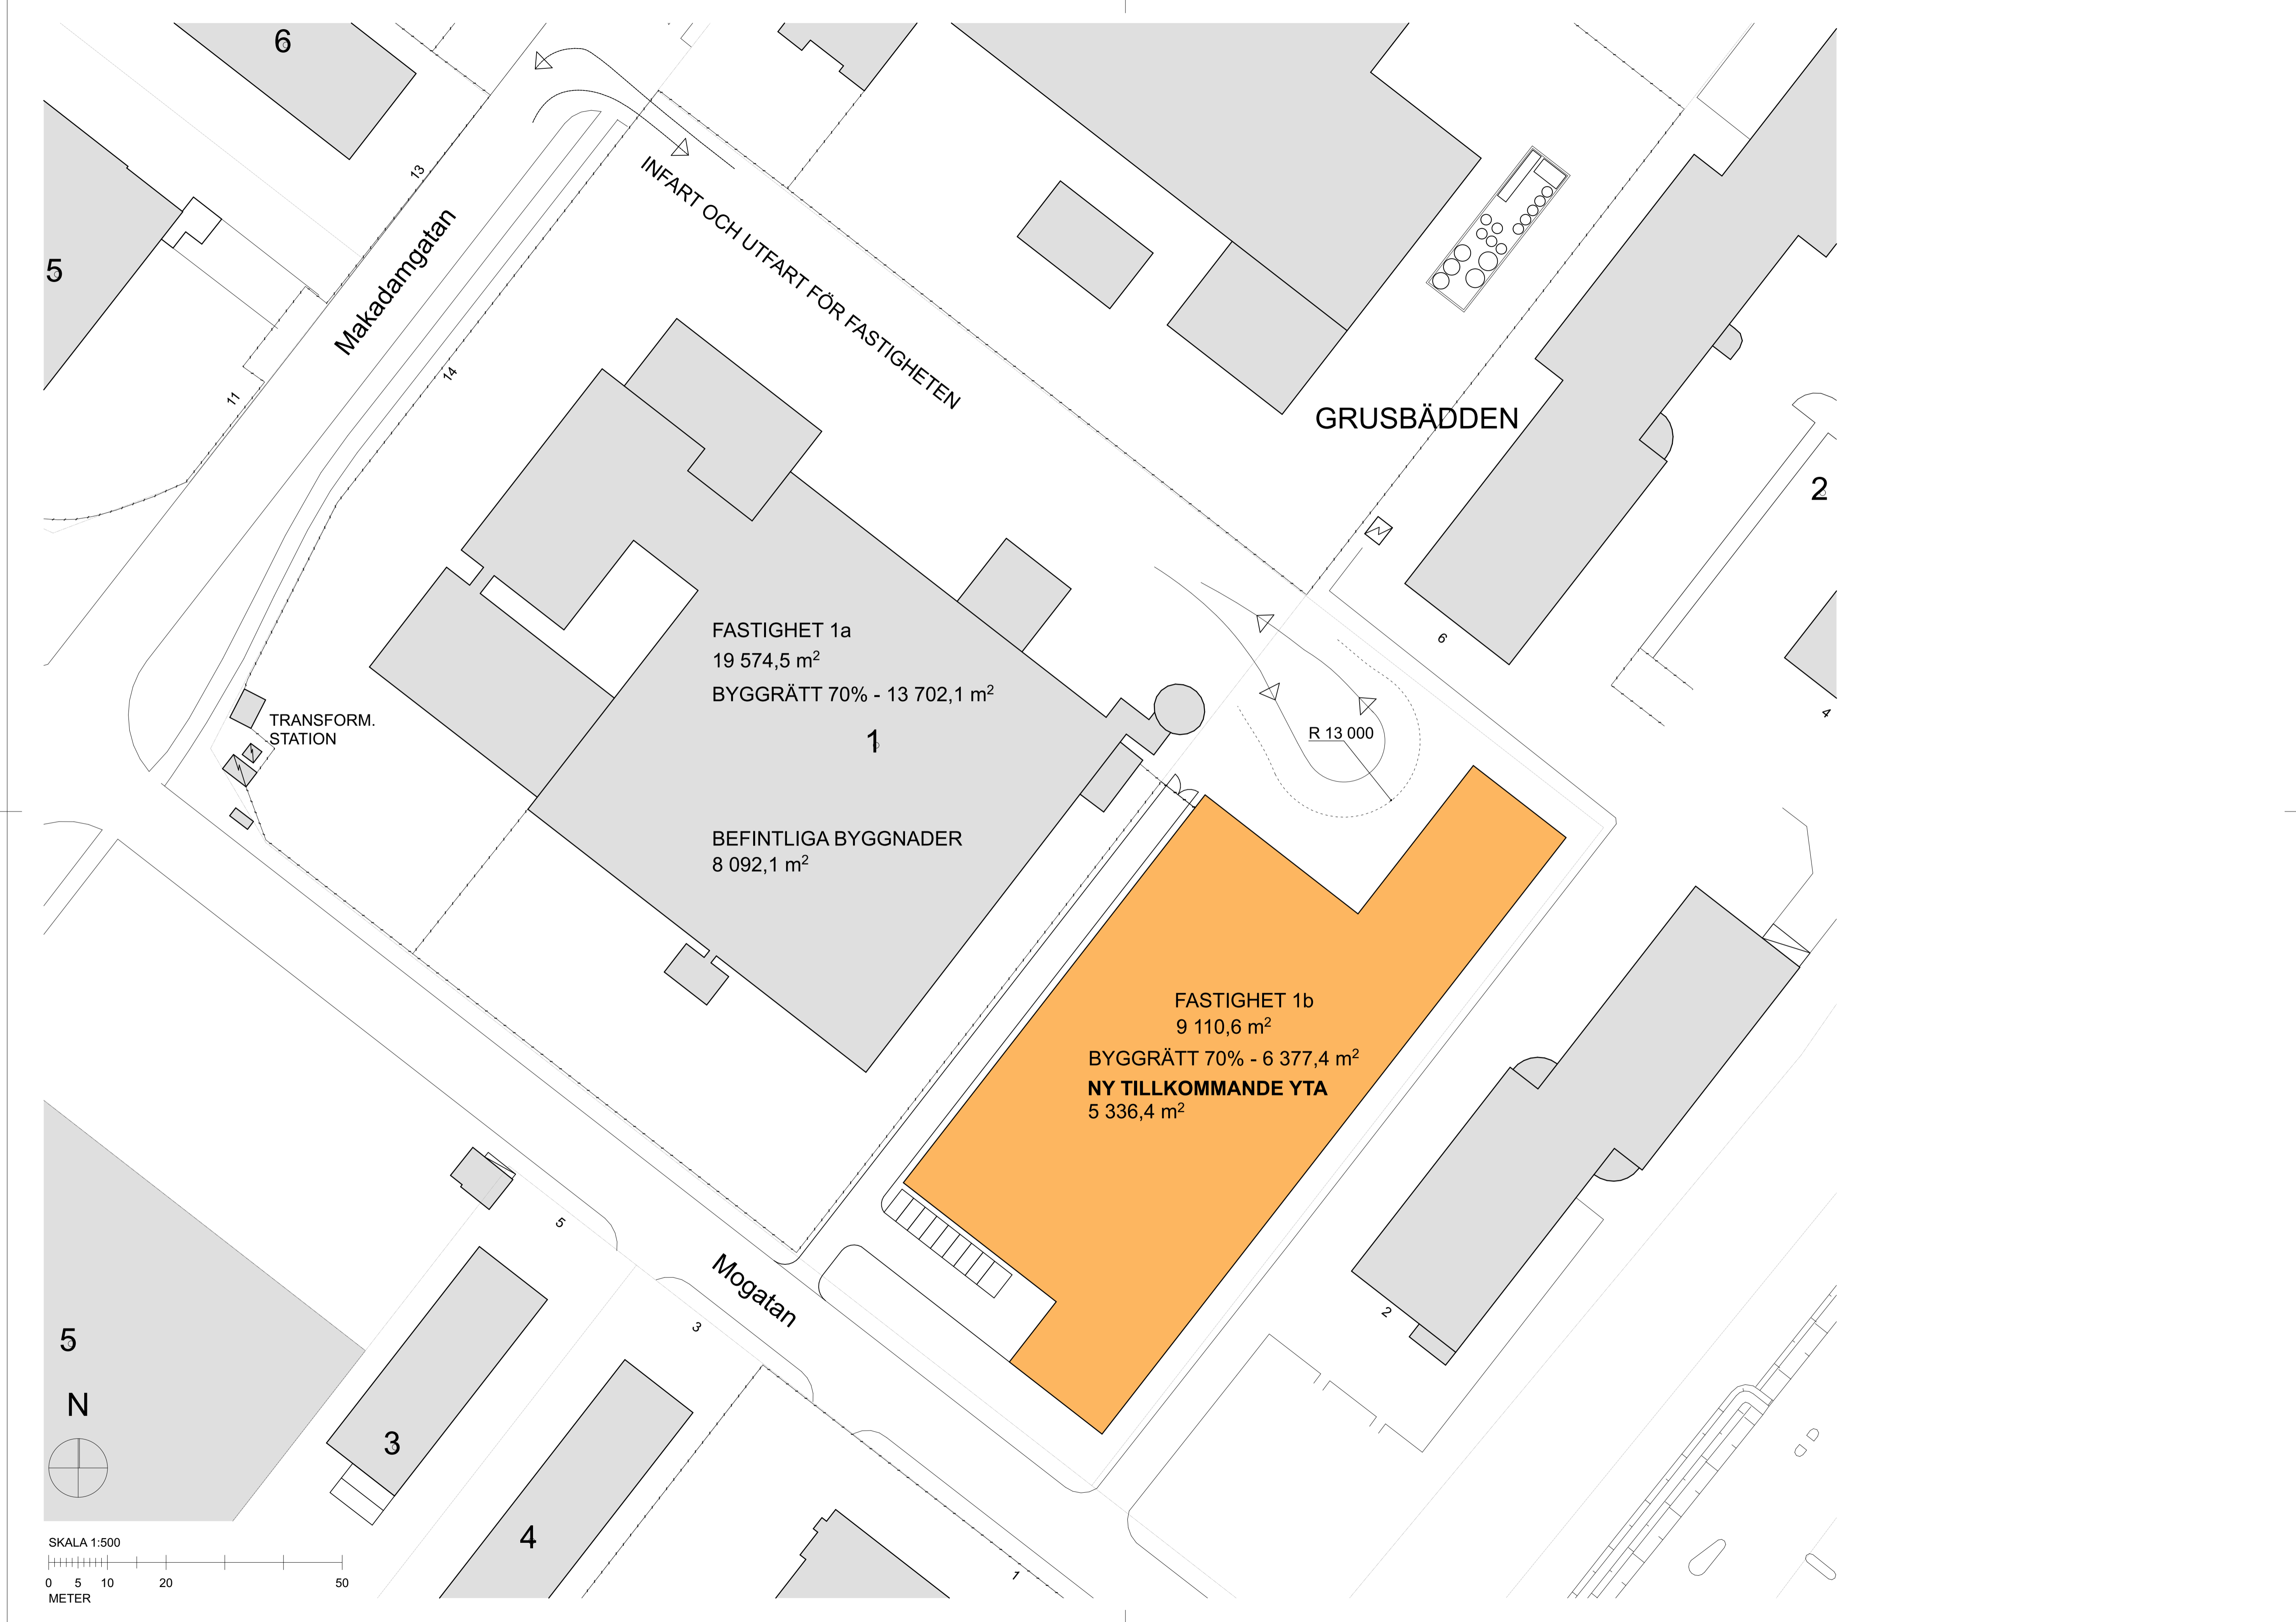 6
13
5
Makadamgatan
INFART OCH UTFART FÖR FASTIGHETEN
14
11
GRUSBÄDDEN
2
FASTIGHET 1a
19 574,5 m²
BYGGRÄTT 70% - 13 702,1 m²
6
4
TRANSFORM.
STATION
1
R 13 000
BEFINTLIGA BYGGNADER
8 092,1 m²
FASTIGHET 1b
9 110,6 m²
BYGGRÄTT 70% - 6 377,4 m²
NY TILLKOMMANDE YTA
5 336,4 m²
5
Mogatan
3
2
5
N
3
4
1
SKALA 1:500
0 5 10 20 50
METER